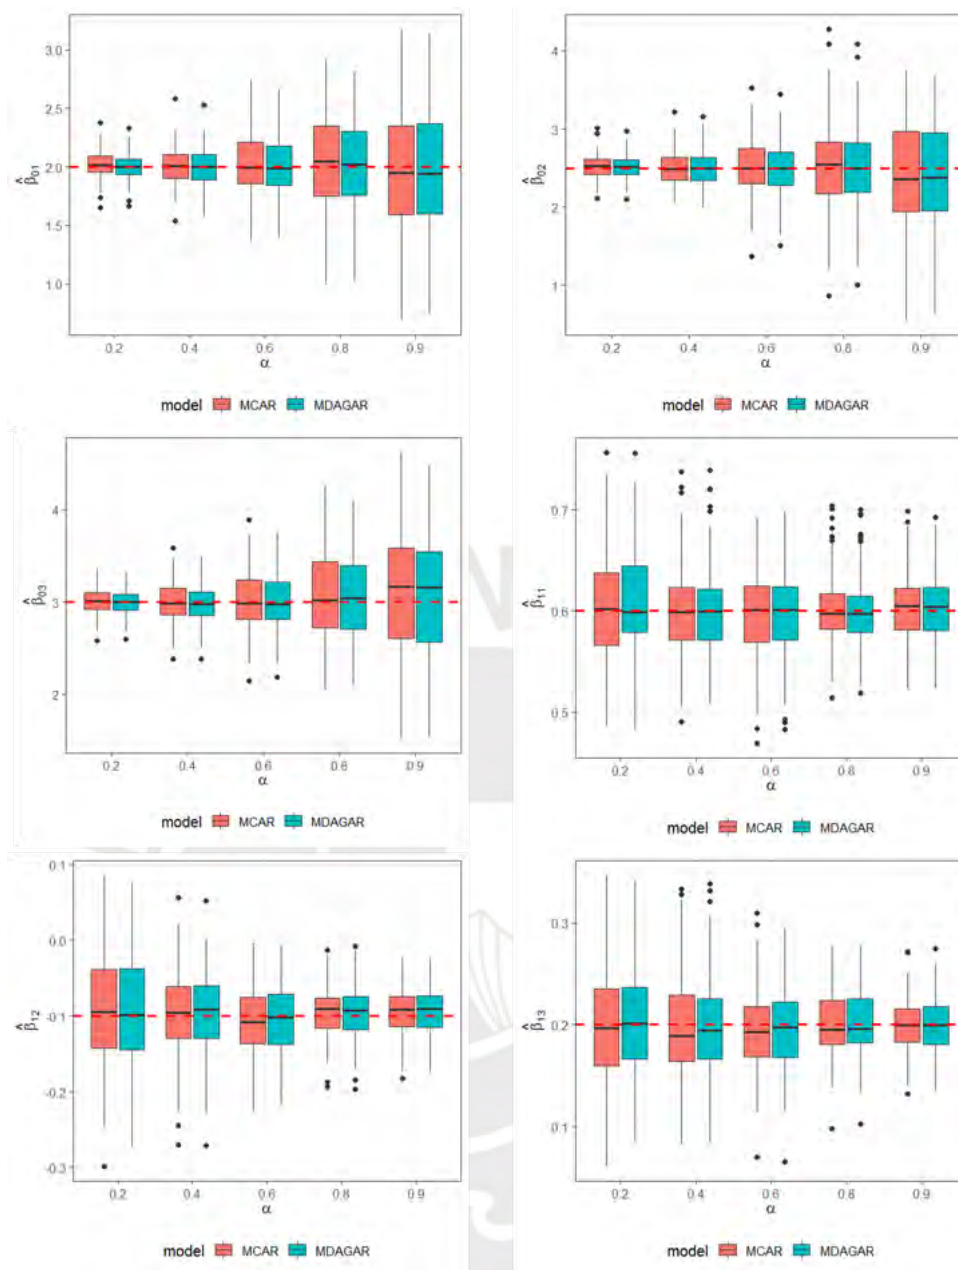 3.0
2.5
2.0
1.5
1.0
β̂01
0.2 0.4 0.6 0.8 0.9
α
model MCAR MDAGAR
4
3
2
1
β̂02
0.2 0.4 0.6 0.8 0.9
α
model MCAR MDAGAR
4
3
2
β̂03
0.2 0.4 0.6 0.8 0.9
α
model MCAR MDAGAR
0.7
0.6
0.5
β̂11
0.2 0.4 0.6 0.8 0.9
α
model MCAR MDAGAR
0.1
0.0
-0.1
-0.2
-0.3
β̂12
0.2 0.4 0.6 0.8 0.9
α
model MCAR MDAGAR
0.3
0.2
0.1
β̂13
0.2 0.4 0.6 0.8 0.9
α
model MCAR MDAGAR